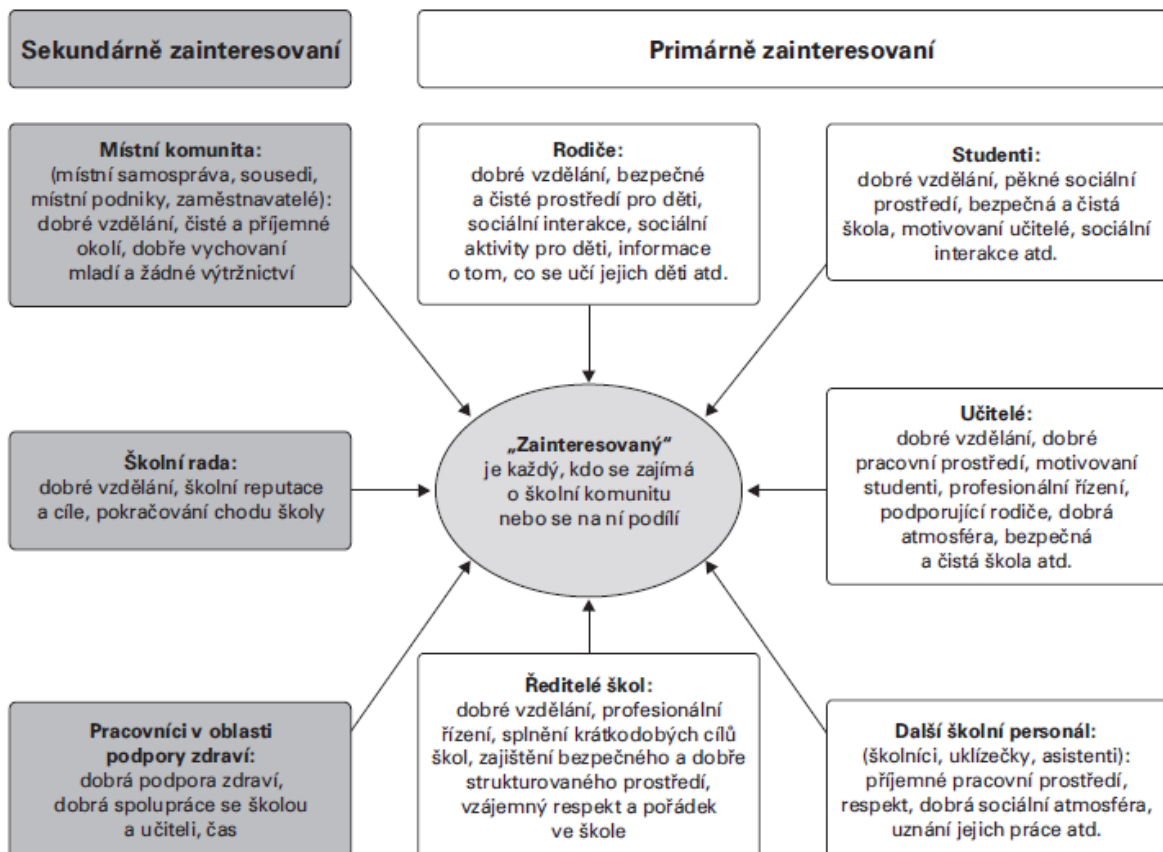 Sekundárně zainteresovaní
Primárně zainteresovaní
Místní komunita:
(místní samospráva, sousedi,
místní podniky, zaměstnavatelé):
dobré vzdělání, čisté a příjemné
okolí, dobře vychovaní
mladí a žádné výtržnictví
Rodiče:
dobré vzdělání, bezpečné
a čisté prostředí pro děti,
sociální interakce, sociální
aktivity pro děti, informace
o tom, co se učí jejich děti atd.
Studenti:
dobré vzdělání, pěkné sociální
prostředí, bezpečná a čistá
škola, motivovaní učitelé, sociální
interakce atd.
Školní rada:
dobré vzdělání, školní reputace
a cíle, pokračování chodu školy
„Zainteresovaný“
je každý, kdo se zajímá
o školní komunitu
nebo se na ní podílí
Učitelé:
dobré vzdělání, dobré
pracovní prostředí, motivovaní
studenti, profesionální řízení,
podporující rodiče, dobrá
atmosféra, bezpečná
a čistá škola atd.
Pracovníci v oblasti
podpory zdraví:
dobrá podpora zdraví,
dobrá spolupráce se školou
a učiteli, čas
Ředitelé škol:
dobré vzdělání, profesionální
řízení, splnění krátkodobých cílů
škol, zajištění bezpečného a dobře
strukturovaného prostředí,
vzájemný respekt a pořádek
ve škole
Další školní personál:
(školníci, uklízečky, asistenti):
příjemné pracovní prostředí,
respekt, dobrá sociální atmosféra,
uznání jejich práce atd.